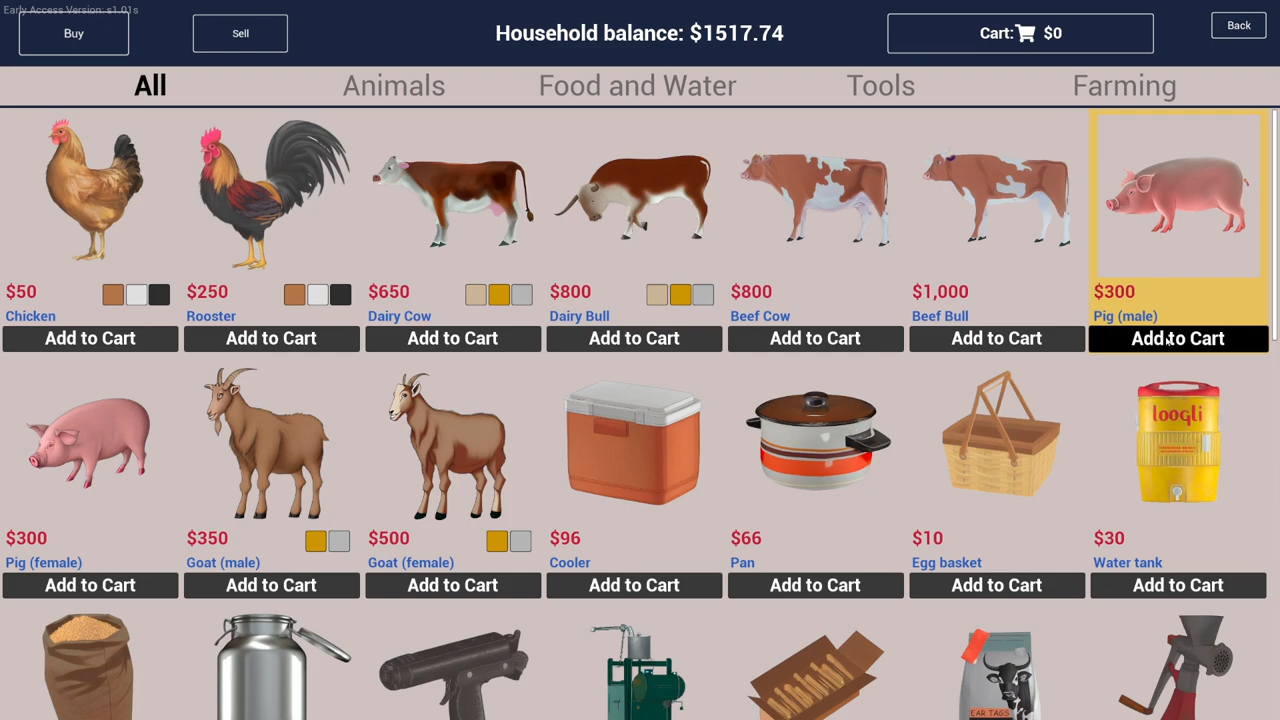 Early Access Version: s1.01s
Buy
Sell
Household balance: $1517.74
Cart: $0
Back
All
Animals
Food and Water
Tools
Farming
$50
Chicken
Add to Cart
$250
Rooster
Add to Cart
$650
Dairy Cow
Add to Cart
$800
Dairy Bull
Add to Cart
$800
Beef Cow
Add to Cart
$1,000
Beef Bull
Add to Cart
$300
Pig (male)
Add to Cart
$300
Pig (female)
Add to Cart
$350
Goat (male)
Add to Cart
$500
Goat (female)
Add to Cart
$96
Cooler
Add to Cart
$66
Pan
Add to Cart
$10
Egg basket
Add to Cart
looqli
$30
Water tank
Add to Cart
EAR TAGS